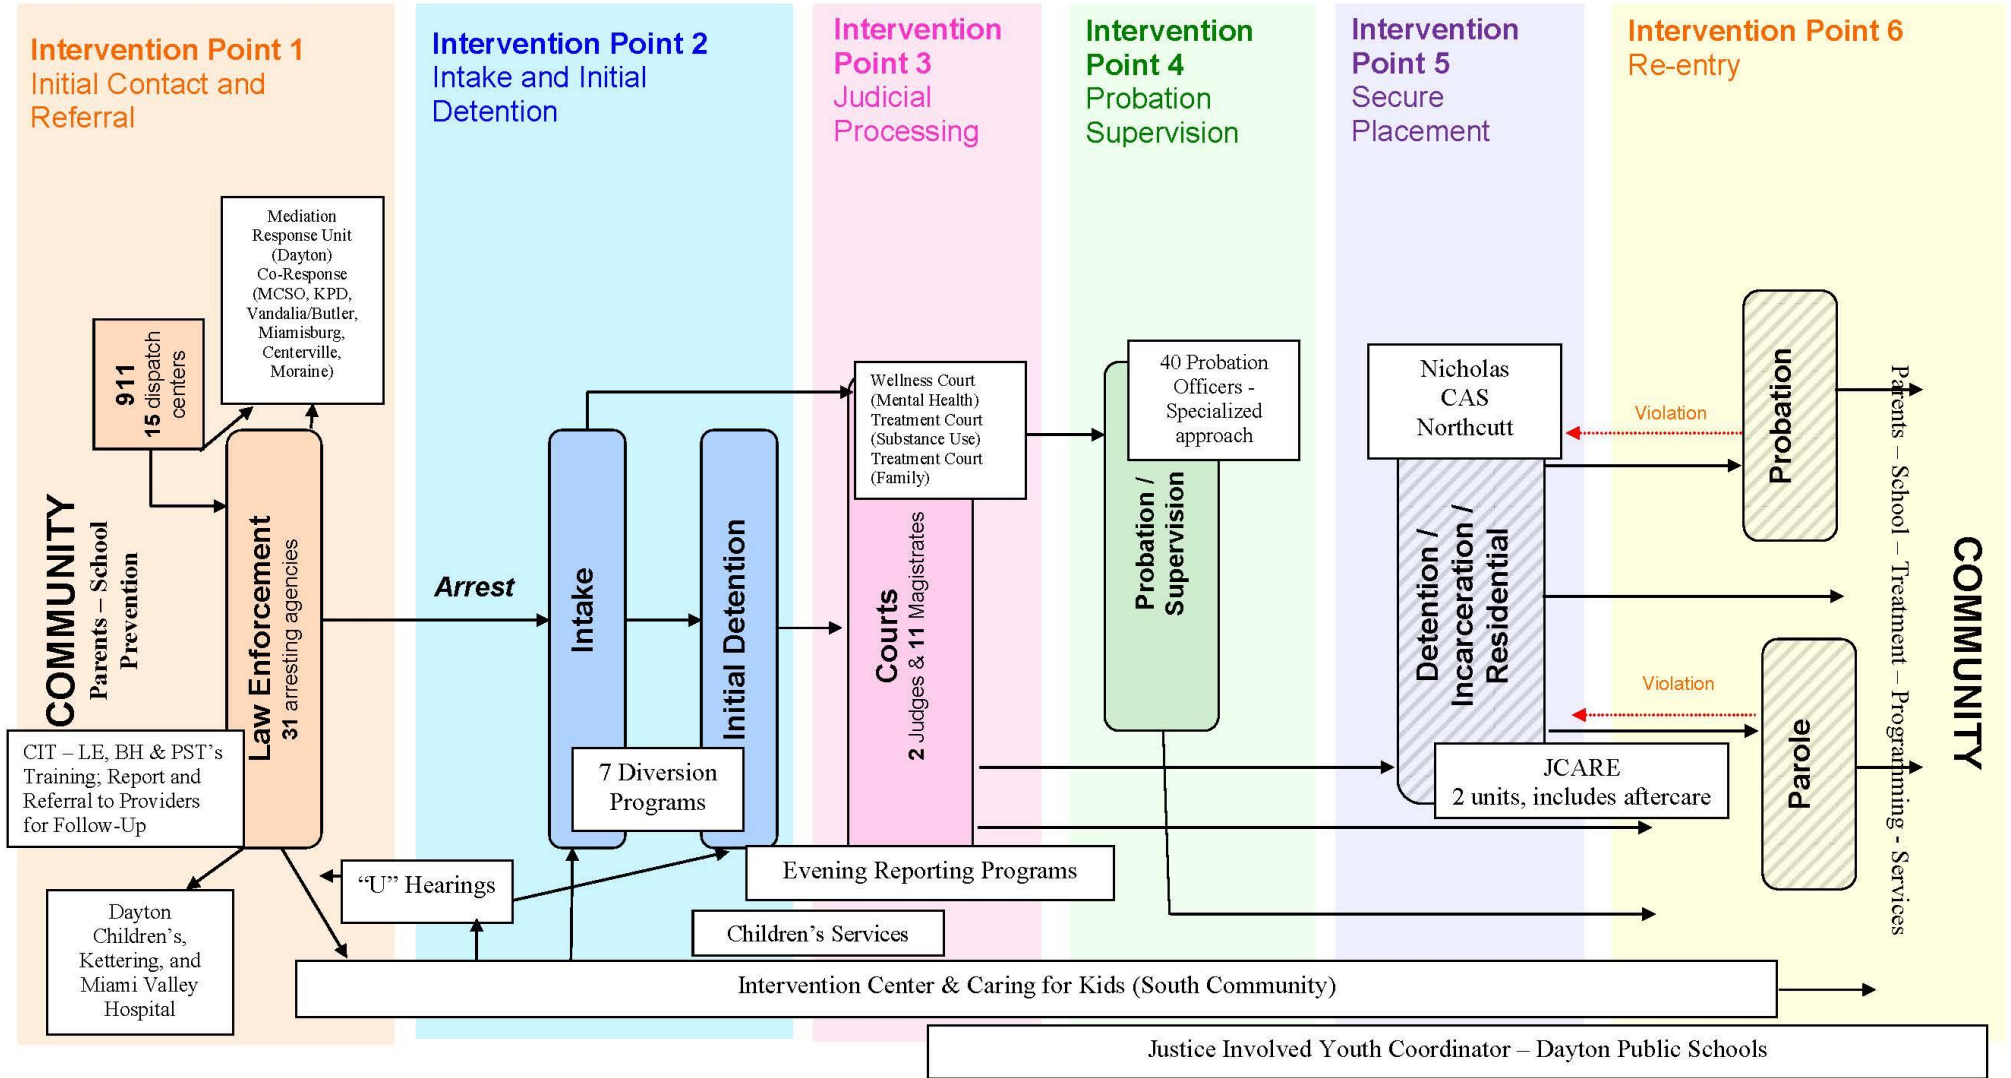 Intervention Point 1
Initial Contact and
Referral
Intervention Point 2
Intake and Initial
Detention
Intervention
Point 3
Judicial
Processing
Intervention
Point 4
Probation
Supervision
Intervention
Point 5
Secure
Placement
Intervention Point 6
Re-entry
COMMUNITY
Parents – School
Prevention
911
15 dispatch
centers
Mediation
Response Unit
(Dayton)
Co-Response
(MCSO, KPD,
Vandalia/Butler,
Miamisburg,
Centerville,
Moraine)
Law Enforcement
31 arresting agencies
CIT – LE, BH & PST's
Training; Report and
Referral to Providers
for Follow-Up
Dayton
Children's,
Kettering, and
Miami Valley
Hospital
Arrest
Intake
Initial Detention
7 Diversion
Programs
"U" Hearings
Wellness Court
(Mental Health)
Treatment Court
(Substance Use)
Treatment Court
(Family)
Courts
2 Judges & 11 Magistrates
Evening Reporting Programs
Children's Services
40 Probation
Officers -
Specialized
approach
Probation /
Supervision
Nicholas
CAS
Northcutt
Detention /
Incarceration /
Residential
JCARE
2 units, includes aftercare
Violation
Probation
Violation
Parole
Parents – School – Treatment – Programming - Services
COMMUNITY
Intervention Center & Caring for Kids (South Community)
Justice Involved Youth Coordinator – Dayton Public Schools